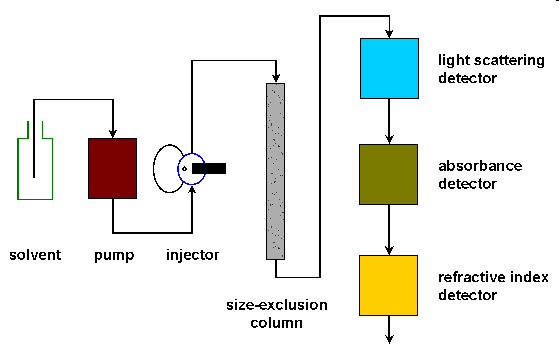 light scattering
detector
absorbance
detector
solvent
pump
injector
refractive index
detector
size-exclusion
column